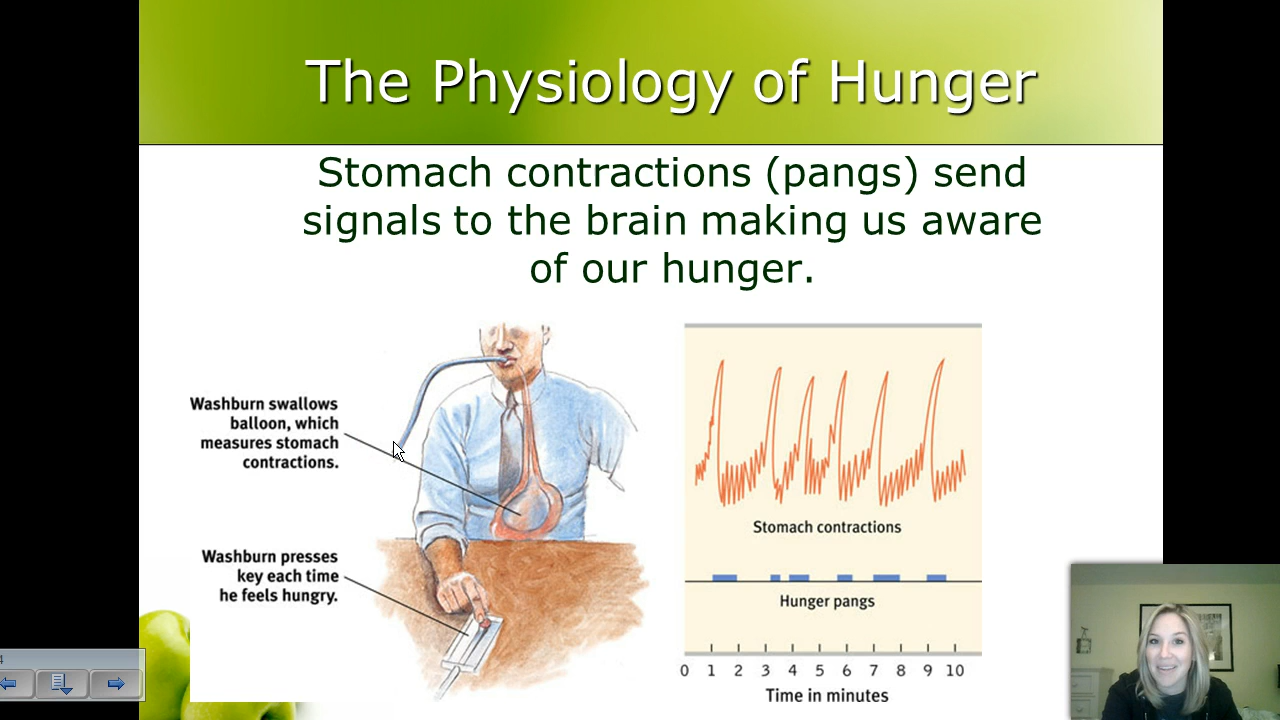 The Physiology of Hunger
Stomach contractions (pangs) send
signals to the brain making us aware
of our hunger.
Washburn swallows
balloon, which
measures stomach
contractions.
Washburn presses
key each time
he feels hungry.
Stomach contractions
Hunger pangs
0 1 2 3 4 5 6 7 8 9 10
Time in minutes
4